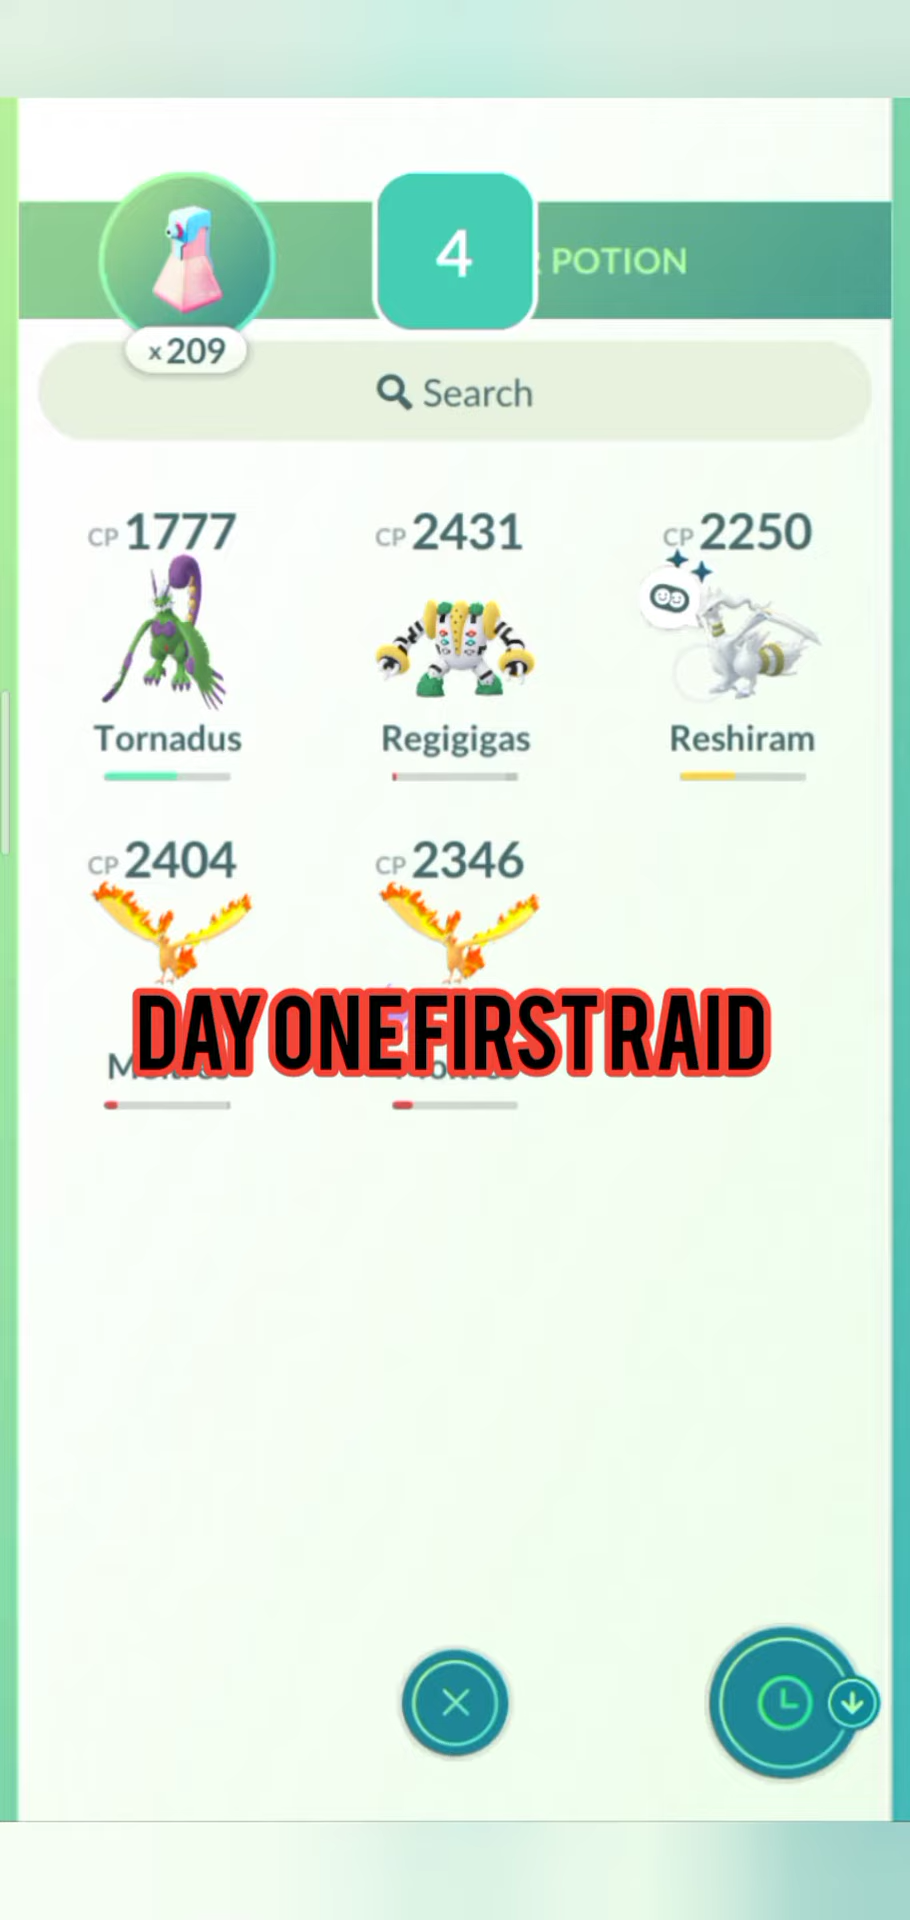 4
POTION
x209
Search
CP 1777
CP 2431
CP 2250
Tornadus
Regigigas
Reshiram
CP 2404
CP 2346
DAY ONE FIRST RAID